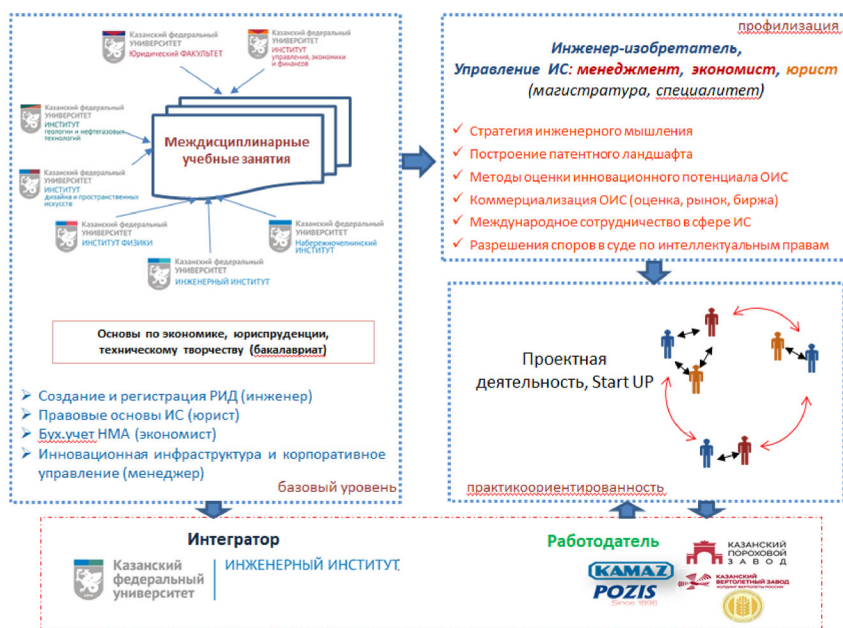 Казанский федеральный
УНИВЕРСИТЕТ
Юридический ФАКУЛЬТЕТ
Казанский федеральный
УНИВЕРСИТЕТ
ИНСТИТУТ
управления, экономики
и финансов
Казанский федеральный
УНИВЕРСИТЕТ
ИНСТИТУТ
геологии и нефтегазовых
технологий
Междисциплинарные
учебные занятия
Казанский федеральный
УНИВЕРСИТЕТ
ИНСТИТУТ
дизайна и пространственных
искусств
Казанский федеральный
УНИВЕРСИТЕТ
ИНСТИТУТ ФИЗИКИ
Казанский федеральный
УНИВЕРСИТЕТ
Набережночелнинский
ИНСТИТУТ
Казанский федеральный
УНИВЕРСИТЕТ
ИНЖЕНЕРНЫЙ ИНСТИТУТ
Основы по экономике, юриспруденции,
техническому творчеству (бакалавриат)
Создание и регистрация РИД (инженер)
Правовые основы ИС (юрист)
Бух.учет НМА (экономист)
Инновационная инфраструктура и корпоративное
управление (менеджер)
базовый уровень
профилизация
Инженер-изобретатель,
Управление ИС: менеджмент, экономист, юрист
(магистратура, специалитет)
Стратегия инженерного мышления
Построение патентного ландшафта
Методы оценки инновационного потенциала ОИС
Коммерциализация ОИС (оценка, рынок, биржа)
Международное сотрудничество в сфере ИС
Разрешения споров в суде по интеллектуальным правам
Проектная
деятельность, Start UP
практикоориентированность
Интегратор
Казанский
федеральный
университет
ИНЖЕНЕРНЫЙ ИНСТИТУТ
Работодатель
KAMAZ
POZIS
Since 1898
КАЗАНСКИЙ
ПОРОХОВОЙ
ЗАВОД
КАЗАНСКИЙ
ВЕРТОЛЕТНЫЙ ЗАВОД
ХОЛДИНГ ВЕРТОЛЕТЫ РОССИИ